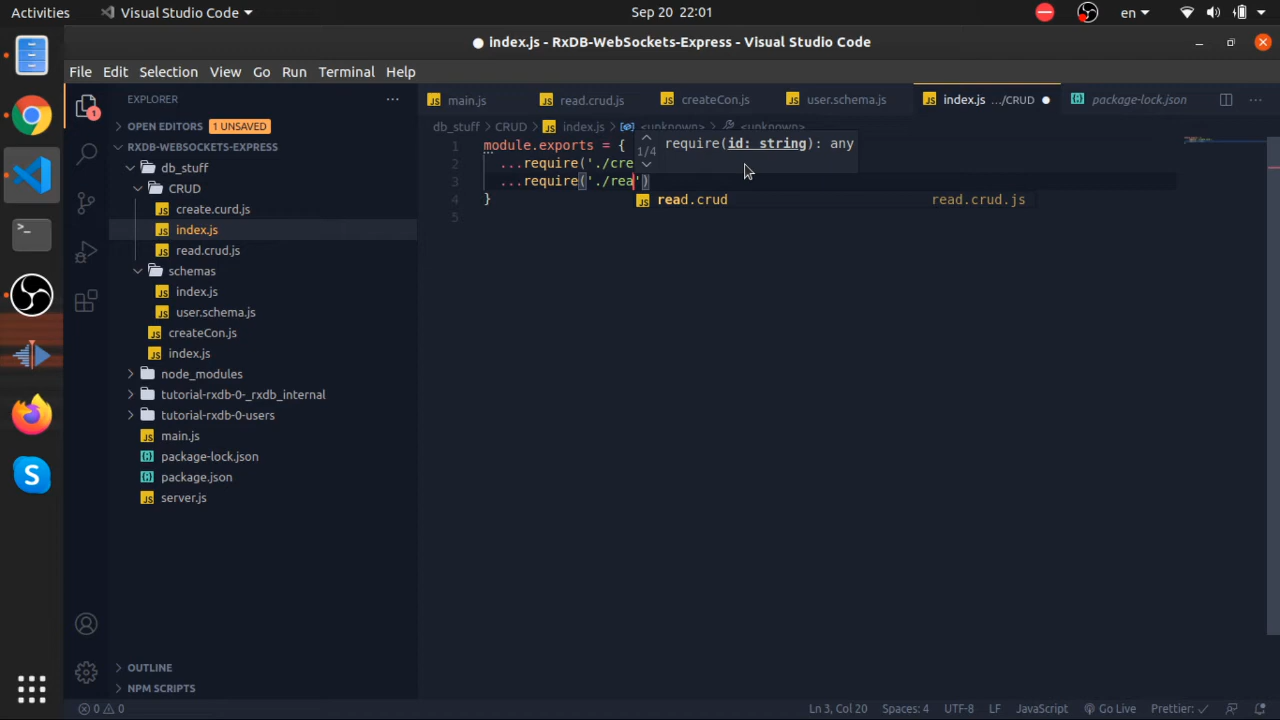 Activities
Visual Studio Code
Sep 20 22:01
en
index.js - RxDB-WebSockets-Express - Visual Studio Code
File Edit Selection View Go Run Terminal Help
EXPLORER
main.js
read.crud.js
createCon.js
user.schema.js
index.js .../CRUD
package-lock.json
OPEN EDITORS 1 UNSAVED
RXDB-WEBSOCKETS-EXPRESS
db_stuff
CRUD
create.curd.js
index.js
read.crud.js
schemas
index.js
user.schema.js
createCon.js
index.js
node_modules
tutorial-rxdb-0-_rxdb_internal
tutorial-rxdb-0-users
main.js
package-lock.json
package.json
server.js
OUTLINE
NPM SCRIPTS
db_stuff > CRUD > index.js > <unknown> > <unknown>
1 module.exports = {
2 ...require('./cre
3 ...require('./rea')
4 }
5
1/4 require(id: string): any
read.crud read.crud.js
0 0
Ln 3, Col 20 Spaces: 4 UTF-8 LF JavaScript Go Live Prettier: ✓